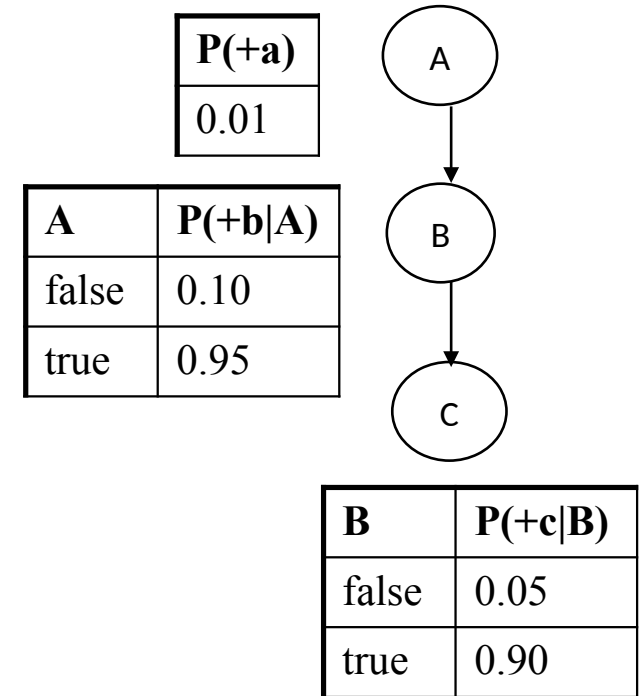 P(+a)
A
0.01
A P(+b|A)
B
false 0.10
true 0.95
C
B P(+c|B)
false 0.05
true 0.90